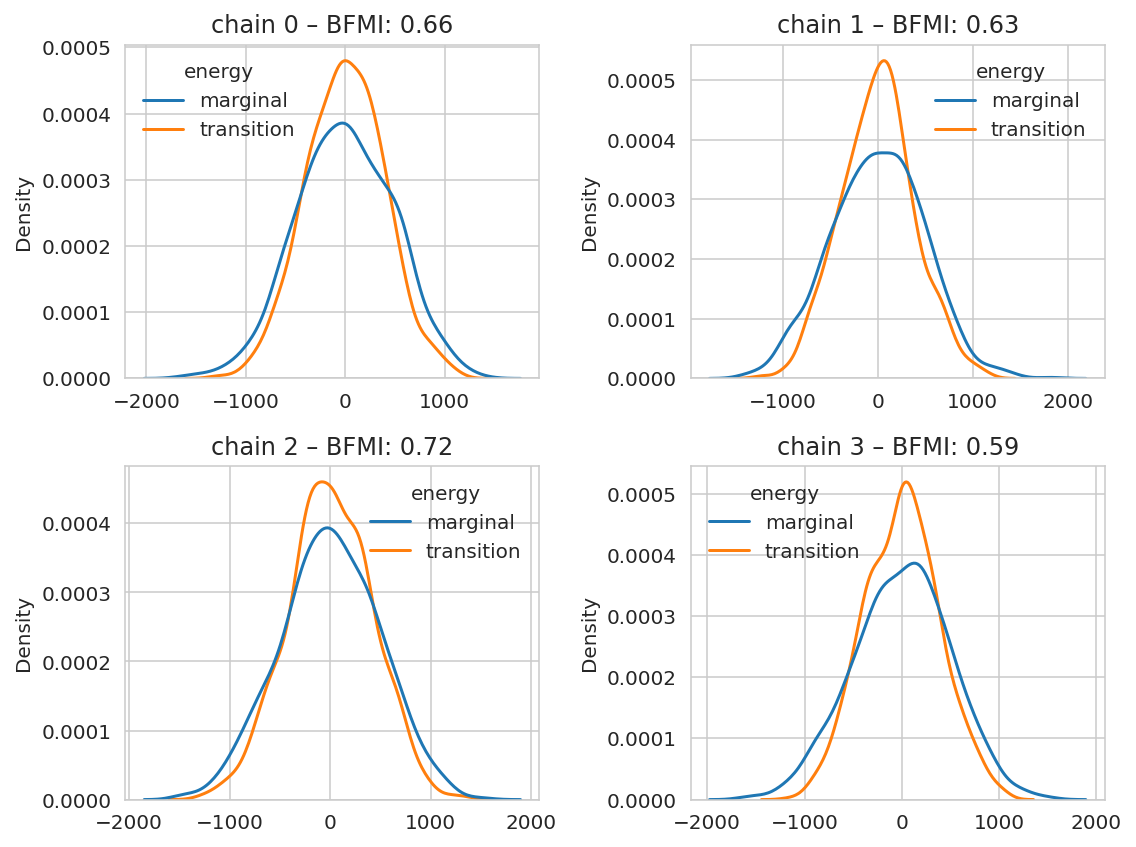 chain 0 – BFMI: 0.66
0.0005
0.0004
0.0003
0.0002
0.0001
0.0000
Density
energy
marginal
transition
−2000 −1000 0 1000
chain 1 – BFMI: 0.63
0.0005
0.0004
0.0003
0.0002
0.0001
0.0000
Density
energy
marginal
transition
−1000 0 1000 2000
chain 2 – BFMI: 0.72
0.0004
0.0003
0.0002
0.0001
0.0000
Density
energy
marginal
transition
−2000 −1000 0 1000 2000
chain 3 – BFMI: 0.59
0.0005
0.0004
0.0003
0.0002
0.0001
0.0000
Density
energy
marginal
transition
−2000 −1000 0 1000 2000